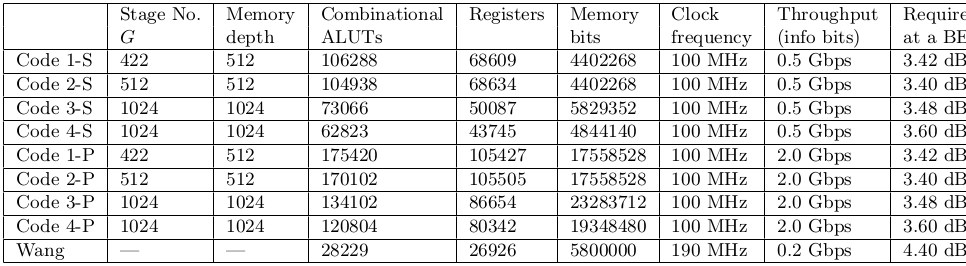 Stage No. Memory Combinational Registers Memory Clock Throughput
G depth ALUTs bits frequency (info bits) at a
Code 1-S 422 512 106288 68609 4402268 100 MHz 0.5 Gbps 3.42 dB
Code 2-S 512 512 104938 68634 4402268 100 MHz 0.5 Gbps 3.40 dB
Code 3-S 1024 1024 73066 50087 5829352 100 MHz 0.5 Gbps 3.48 dB
Code 4-S 1024 1024 62823 43745 4844140 100 MHz 0.5 Gbps 3.60 dB
Code 1-P 422 512 175420 105427 17558528 100 MHz 2.0 Gbps 3.42 dB
Code 2-P 512 512 170102 105505 17558528 100 MHz 2.0 Gbps 3.40 dB
Code 3-P 1024 1024 134102 86654 23283712 100 MHz 2.0 Gbps 3.48 dB
Code 4-P 1024 1024 120804 80342 19348480 100 MHz 2.0 Gbps 3.60 dB
Wang — — 28229 26926 5800000 190 MHz 0.2 Gbps 4.40 dB